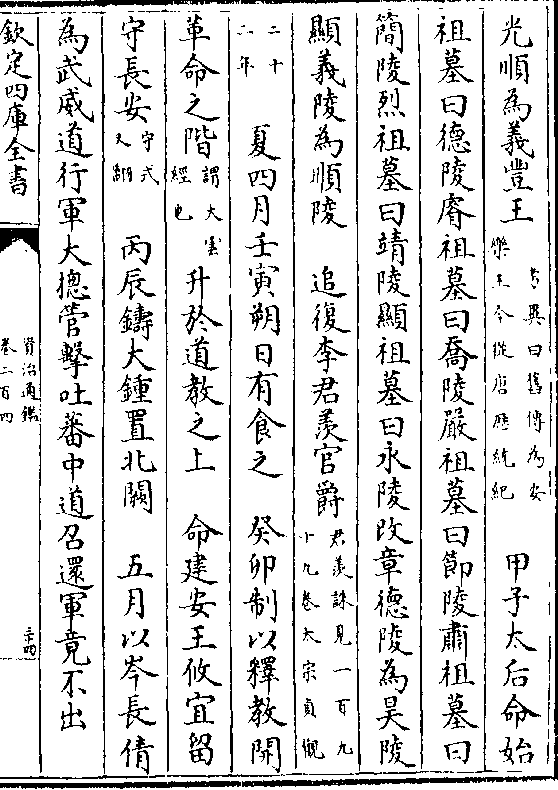 光順為義豐王考異曰舊傳為安樂王今從唐厯統紀　甲子太后命始
祖墓曰德陵睿祖墓曰喬陵嚴祖墓曰節陵肅祖墓曰
簡陵烈祖墓曰靖陵顯祖墓曰永陵改章德陵為昊陵
顯義陵為順陵　追復李君羨官爵君羨誅見一百九十九卷太宗貞觀
二十二年　夏四月壬寅朔日有食之　癸卯制以釋教開
革命之階謂大雲經也升於道教之上　命建安王攸宜留
守長安守式又翻　丙辰鑄大鍾置北闕　五月以岑長倩
為武威道行軍大摠管擊吐蕃中道召還軍竟不出
欽定四庫全書
資治通鑑
卷二百四
三十四